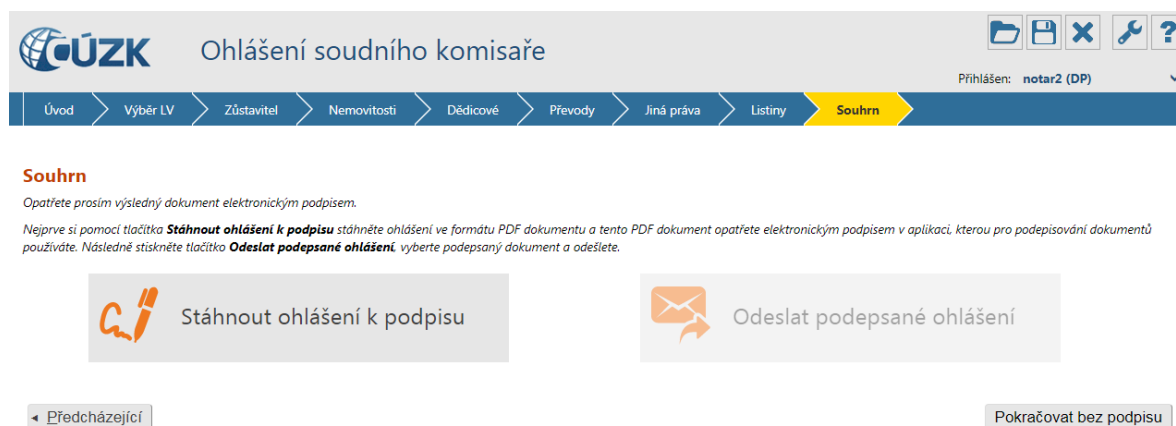 ČÚZK
Ohlášení soudního komisaře
?
Přihlášen: notar2 (DP)
Úvod
Výběr LV
Zůstavitel
Nemovitosti
Dědicové
Převody
Jiná práva
Listiny
Souhrn
Souhrn
Opatřete prosím výsledný dokument elektronickým podpisem.
Nejprve si pomocí tlačítka Stáhnout ohlášení k podpisu stáhněte ohlášení ve formátu PDF dokumentu a tento PDF dokument opatřete elektronickým podpisem v aplikaci, kterou pro podepisování dokumentů
používáte. Následně stiskněte tlačítko Odeslat podepsané ohlášení, vyberte podepsaný dokument a odešlete.
Stáhnout ohlášení k podpisu
Odeslat podepsané ohlášení
Předcházející
Pokračovat bez podpisu